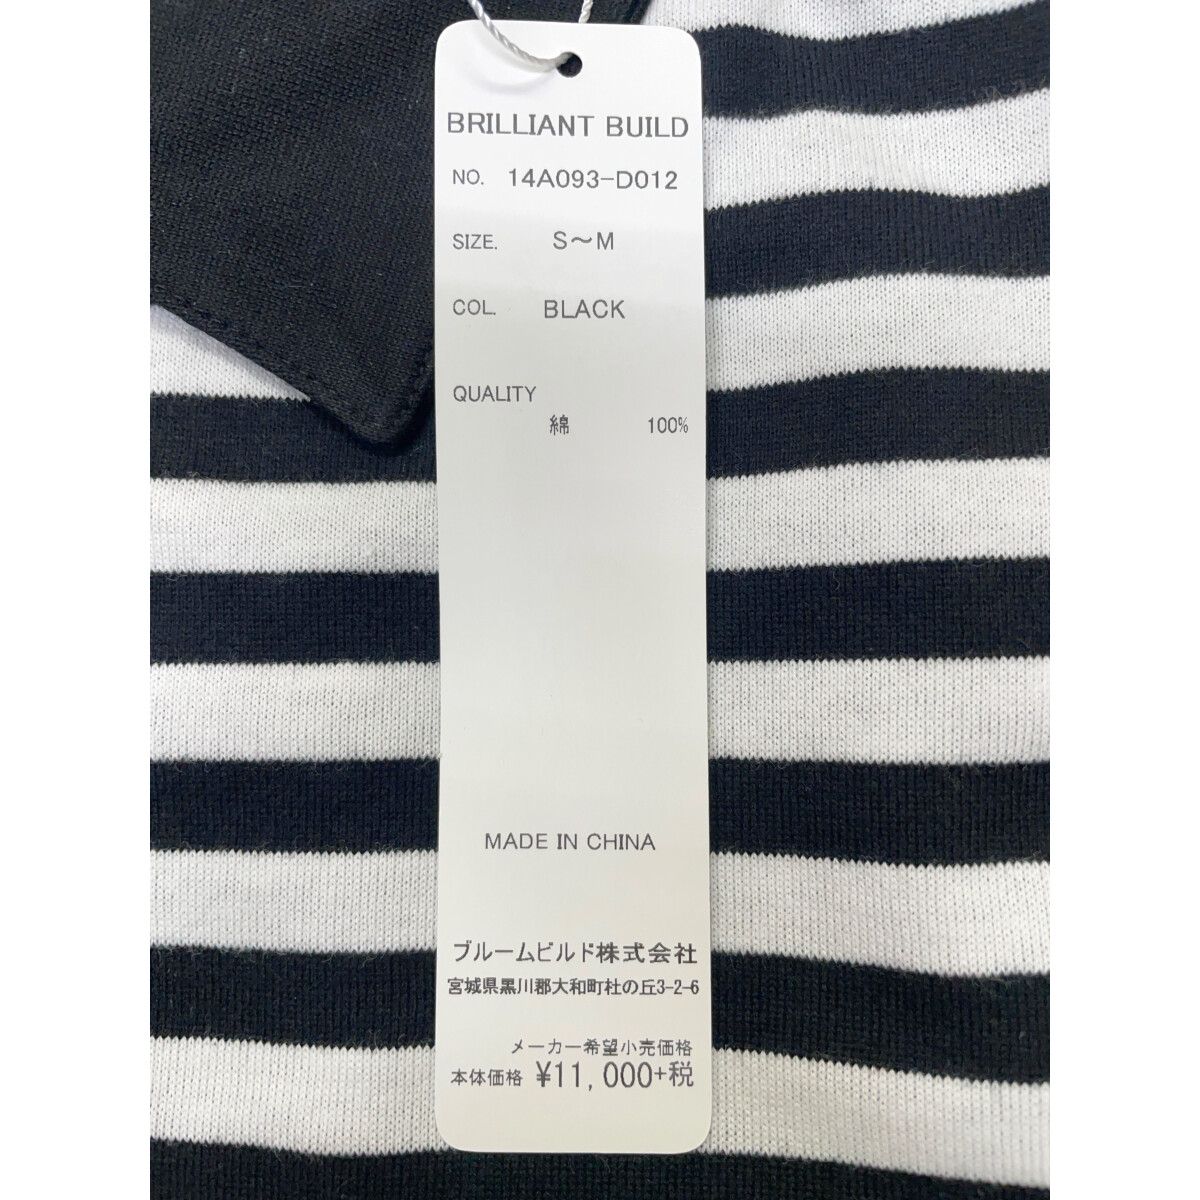 BRILLIANT BUILD
NO. 14A093-D012
SIZE. S〜M
COL. BLACK
QUALITY
綿 100%
MADE IN CHINA
ブルームビルド株式会社
宮城県黒川郡大和町杜の丘3-2-6
メーカー希望小売価格
本体価格 ¥11,000+税